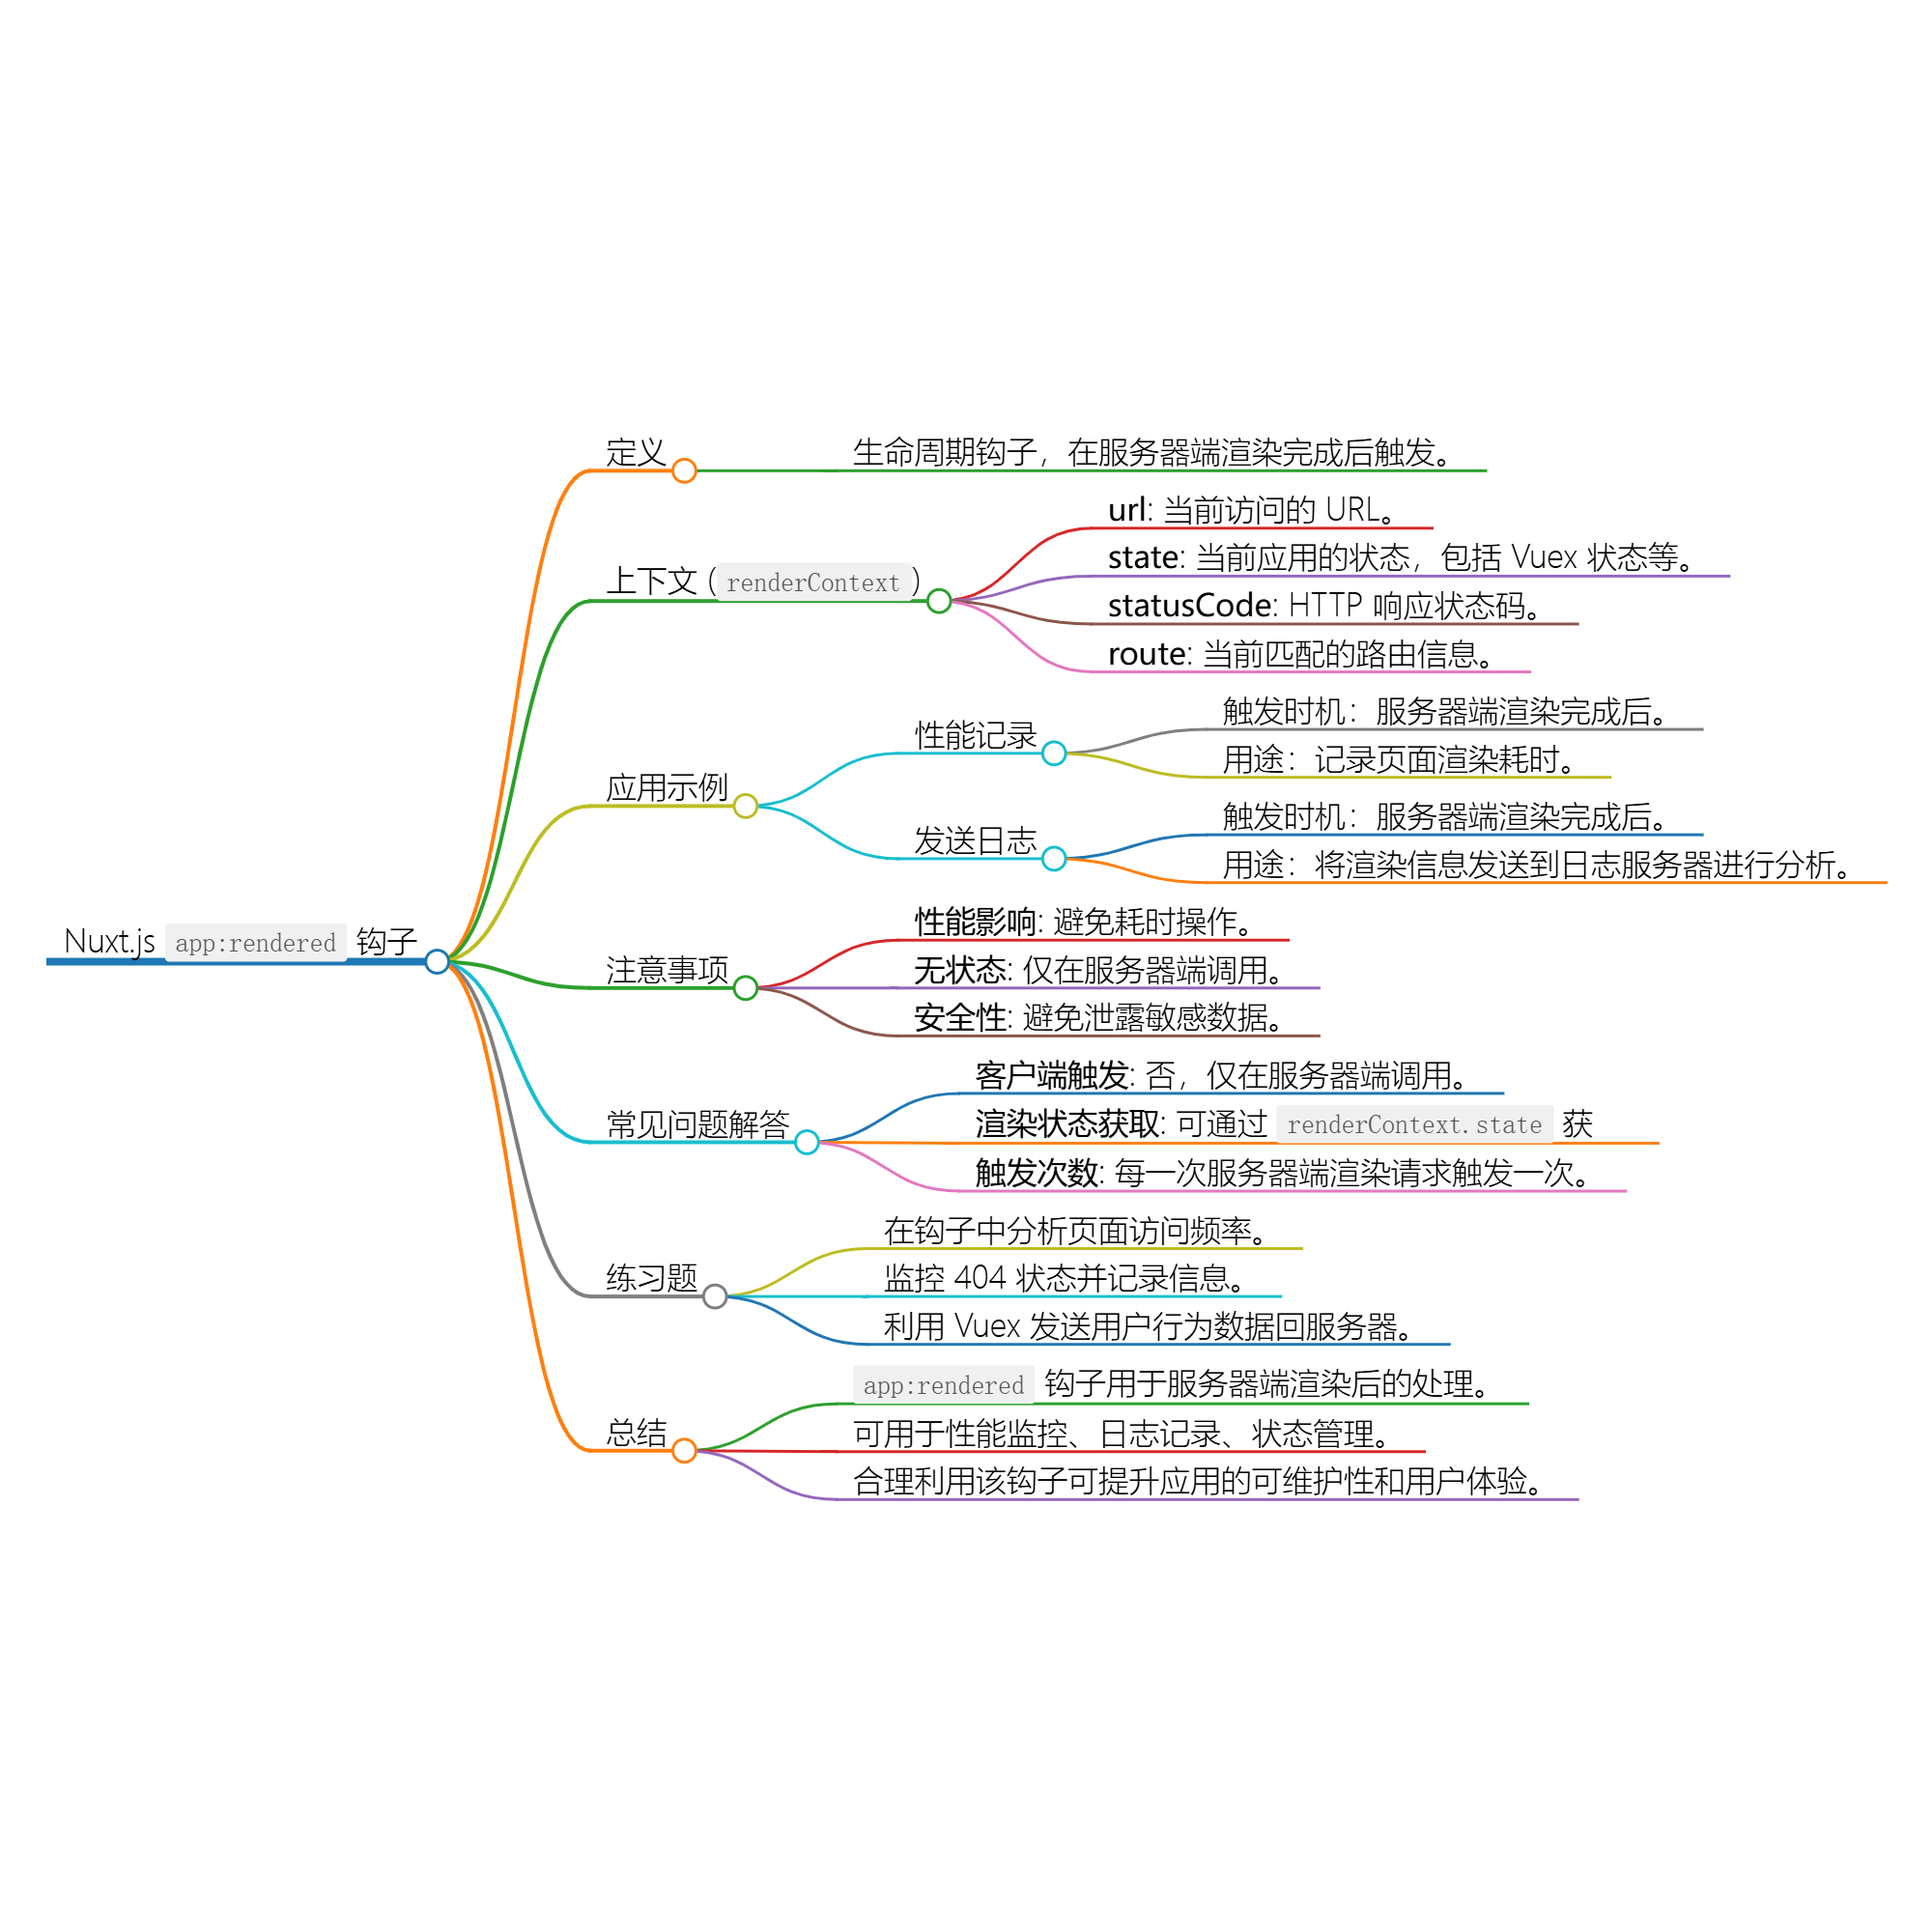 Nuxt.js app:rendered 钩子
定义
生命周期钩子，在服务器端渲染完成后触发。
上下文 (renderContext)
url: 当前访问的 URL。
state: 当前应用的状态，包括 Vuex 状态等。
statusCode: HTTP 响应状态码。
route: 当前匹配的路由信息。
应用示例
性能记录
触发时机：服务器端渲染完成后。
用途：记录页面渲染耗时。
发送日志
触发时机：服务器端渲染完成后。
用途：将渲染信息发送到日志服务器进行分析。
注意事项
性能影响: 避免耗时操作。
无状态: 仅在服务器端调用。
安全性: 避免泄露敏感数据。
常见问题解答
客户端触发: 否，仅在服务器端调用。
渲染状态获取: 可通过 renderContext.state 获
触发次数: 每一次服务器端渲染请求触发一次。
练习题
在钩子中分析页面访问频率。
监控 404 状态并记录信息。
利用 Vuex 发送用户行为数据回服务器。
总结
app:rendered 钩子用于服务器端渲染后的处理。
可用于性能监控、日志记录、状态管理。
合理利用该钩子可提升应用的可维护性和用户体验。